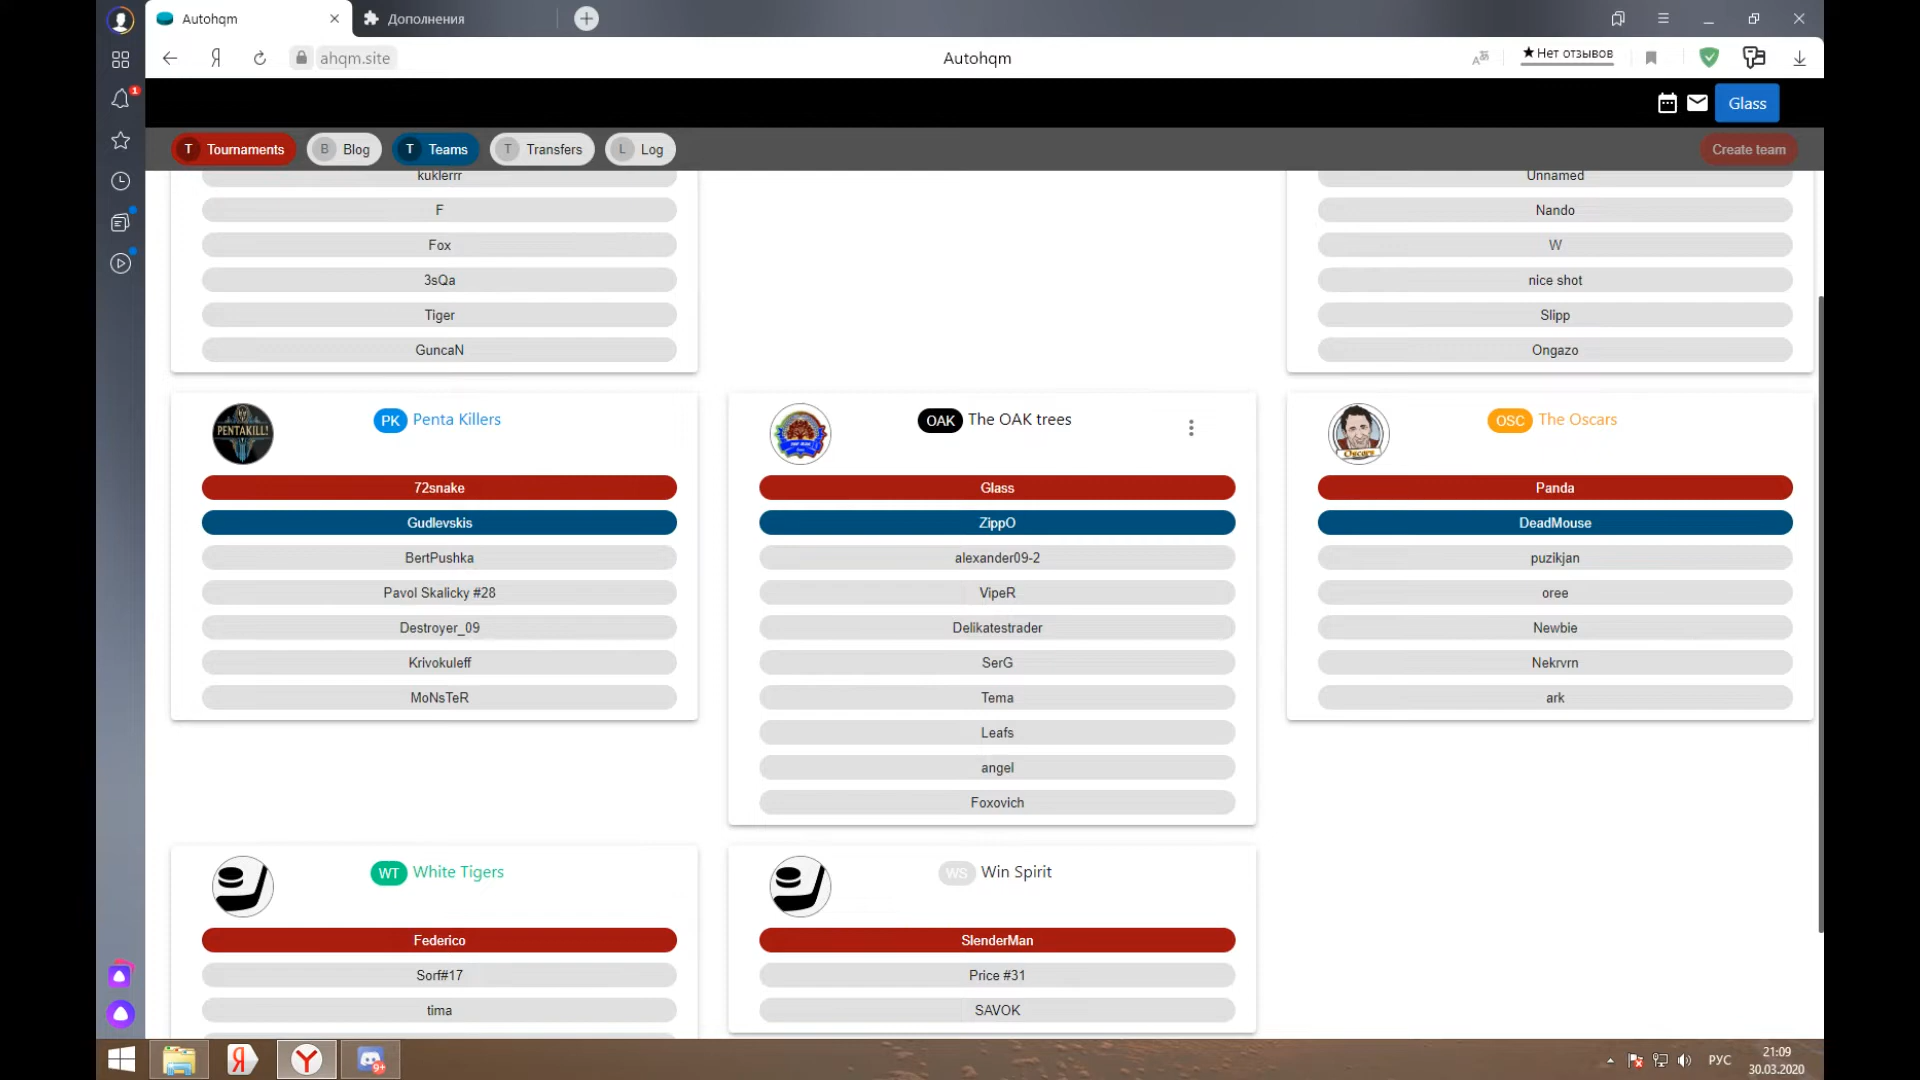 Autohqm
Дополнения
ahqm.site
Autohqm
★Нет отзывов
1
Glass
T Tournaments
B Blog
T Teams
T Transfers
L Log
Create team
kuklerrr
F
Fox
3sQa
Tiger
GuncaN
Unnamed
Nando
W
nice shot
Slipp
Ongazo
PENTAKILL!
PK Penta Killers
72snake
Gudlevskis
BertPushka
Pavol Skalicky #28
Destroyer_09
Krivokuleff
MoNsTeR
OAK The OAK trees
Glass
ZippO
alexander09-2
VipeR
Delikatestrader
SerG
Tema
Leafs
angel
Foxovich
Oscars
OSC The Oscars
Panda
DeadMouse
puzikjan
oree
Newbie
Nekrvrn
ark
WT White Tigers
Federico
Sorf#17
tima
WS Win Spirit
SlenderMan
Price #31
SAVOK
Я
Y
9+
РУС
21:09
30.03.2020